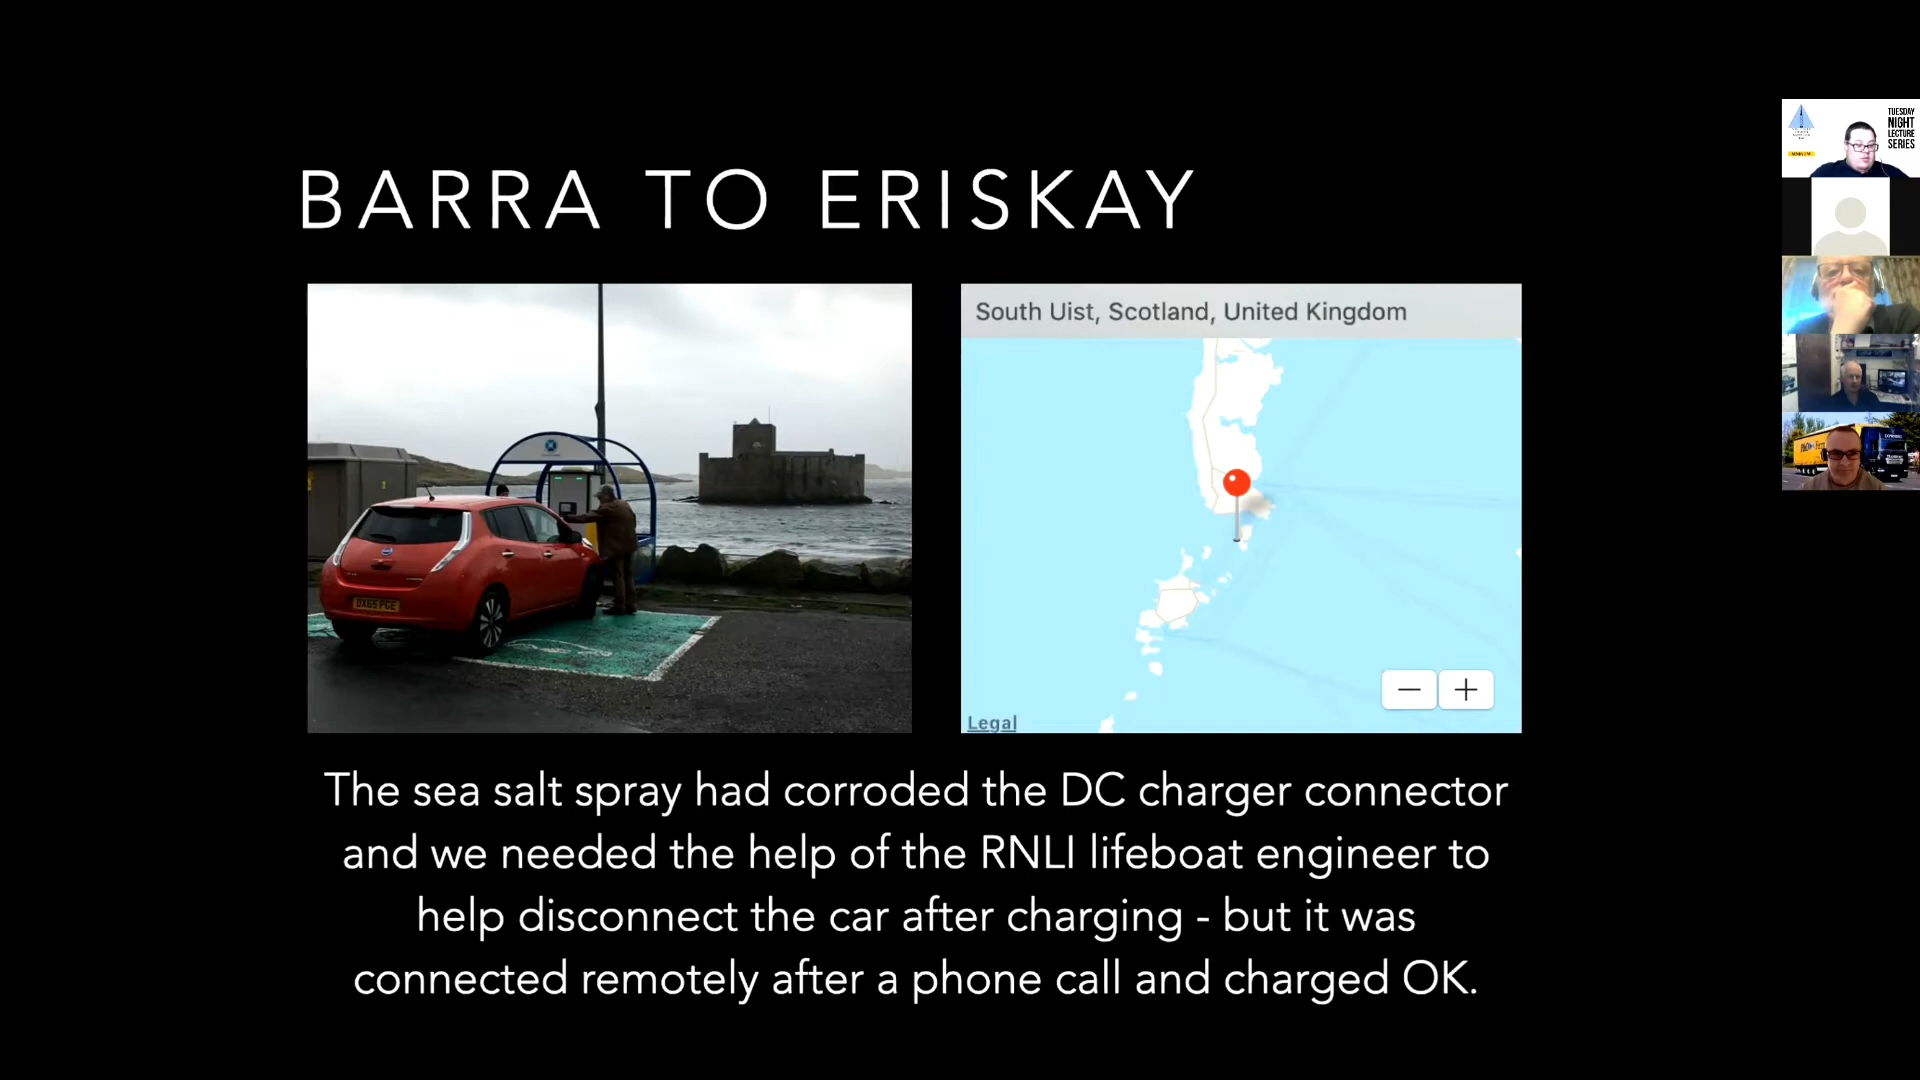 BARRA TO ERISKAY
South Uist, Scotland, United Kingdom
Legal
The sea salt spray had corroded the DC charger connector
and we needed the help of the RNLI lifeboat engineer to
help disconnect the car after charging - but it was
connected remotely after a phone call and charged OK.
TUESDAY
NIGHT
LECTURE
SERIES